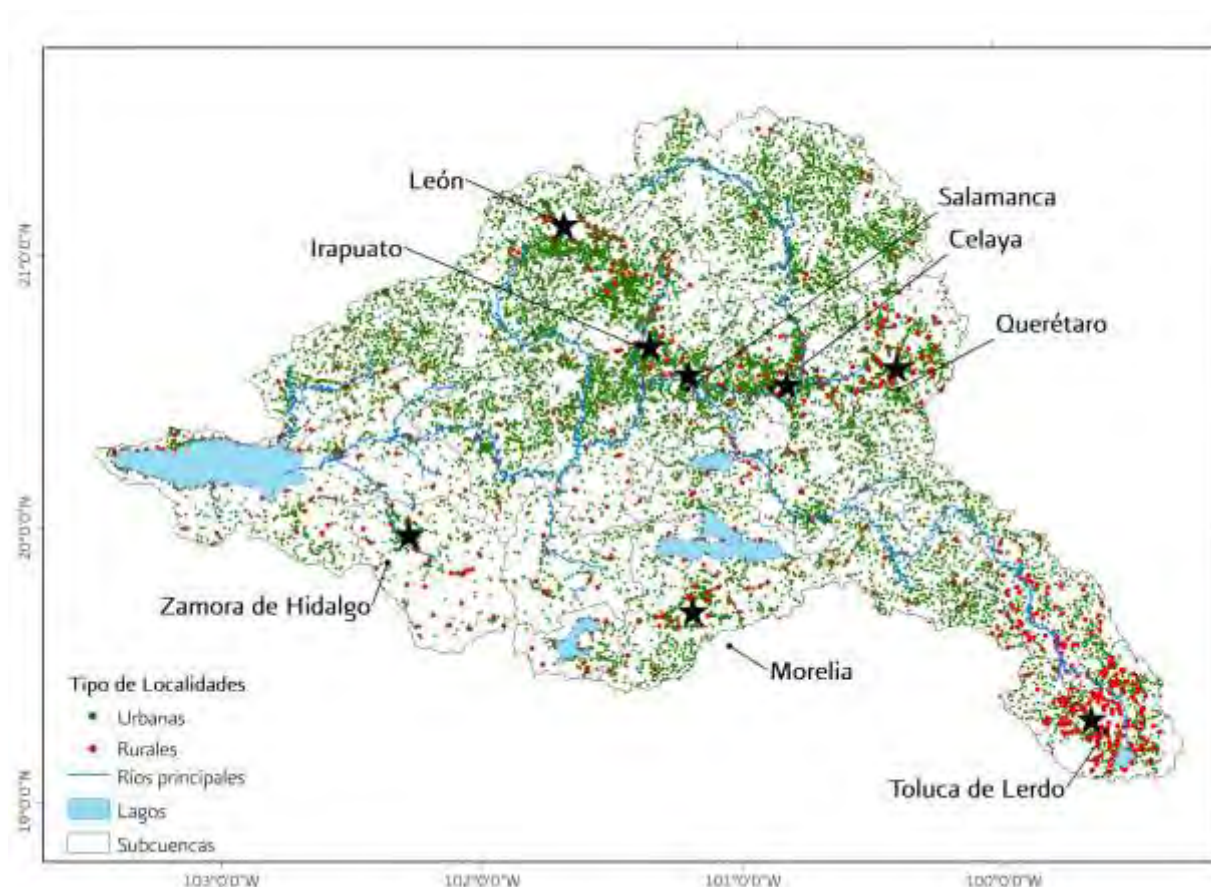 León
Salamanca
Irapuato
Celaya
Querétaro
Zamora de Hidalgo
Morelia
Toluca de Lerdo
Tipo de Localidades
Urbanas
Rurales
Ríos principales
Lagos
Subcuencas
21°0'0"N
20°0'0"N
19°0'0"N
103°0'0"W
102°0'0"W
101°0'0"W
100°0'0"W